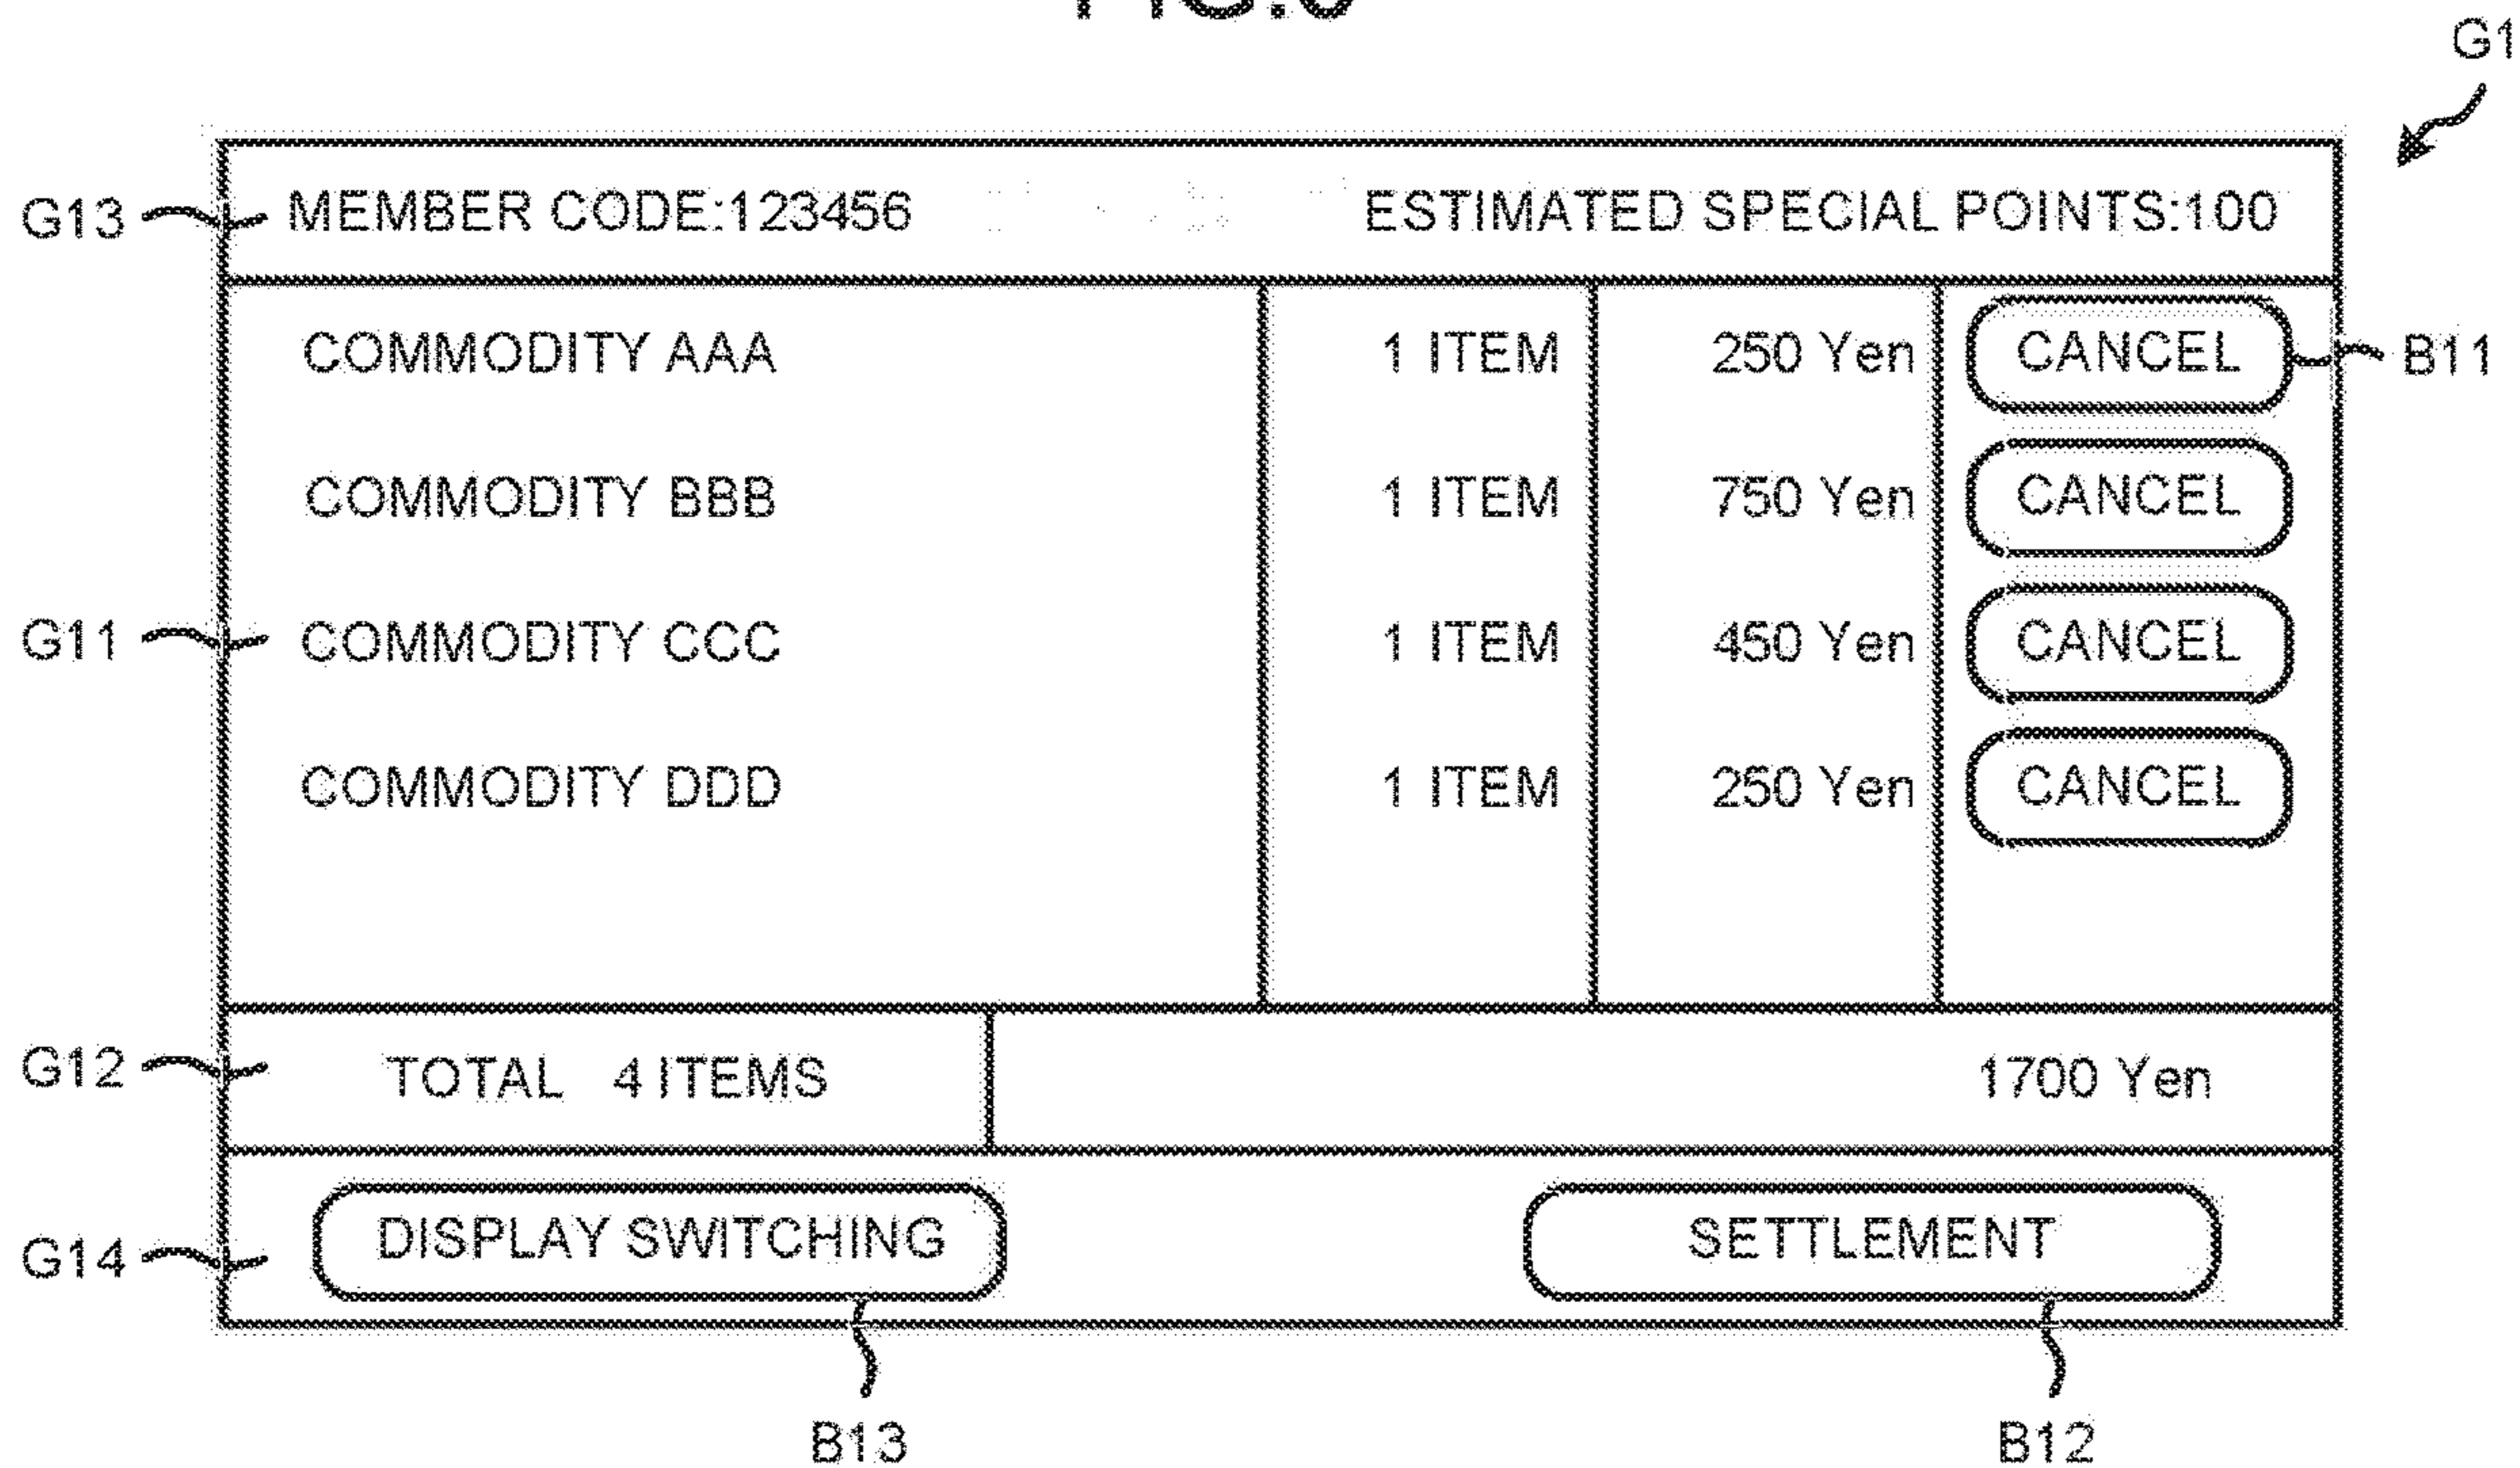 G1
G13 MEMBER CODE:123456 ESTIMATED SPECIAL POINTS:100
COMMODITY AAA 1 ITEM 250 Yen CANCEL B11
COMMODITY BBB 1 ITEM 750 Yen CANCEL
G11 COMMODITY CCC 1 ITEM 450 Yen CANCEL
COMMODITY DDD 1 ITEM 250 Yen CANCEL
G12 TOTAL 4 ITEMS 1700 Yen
G14 DISPLAY SWITCHING SETTLEMENT
B13 B12